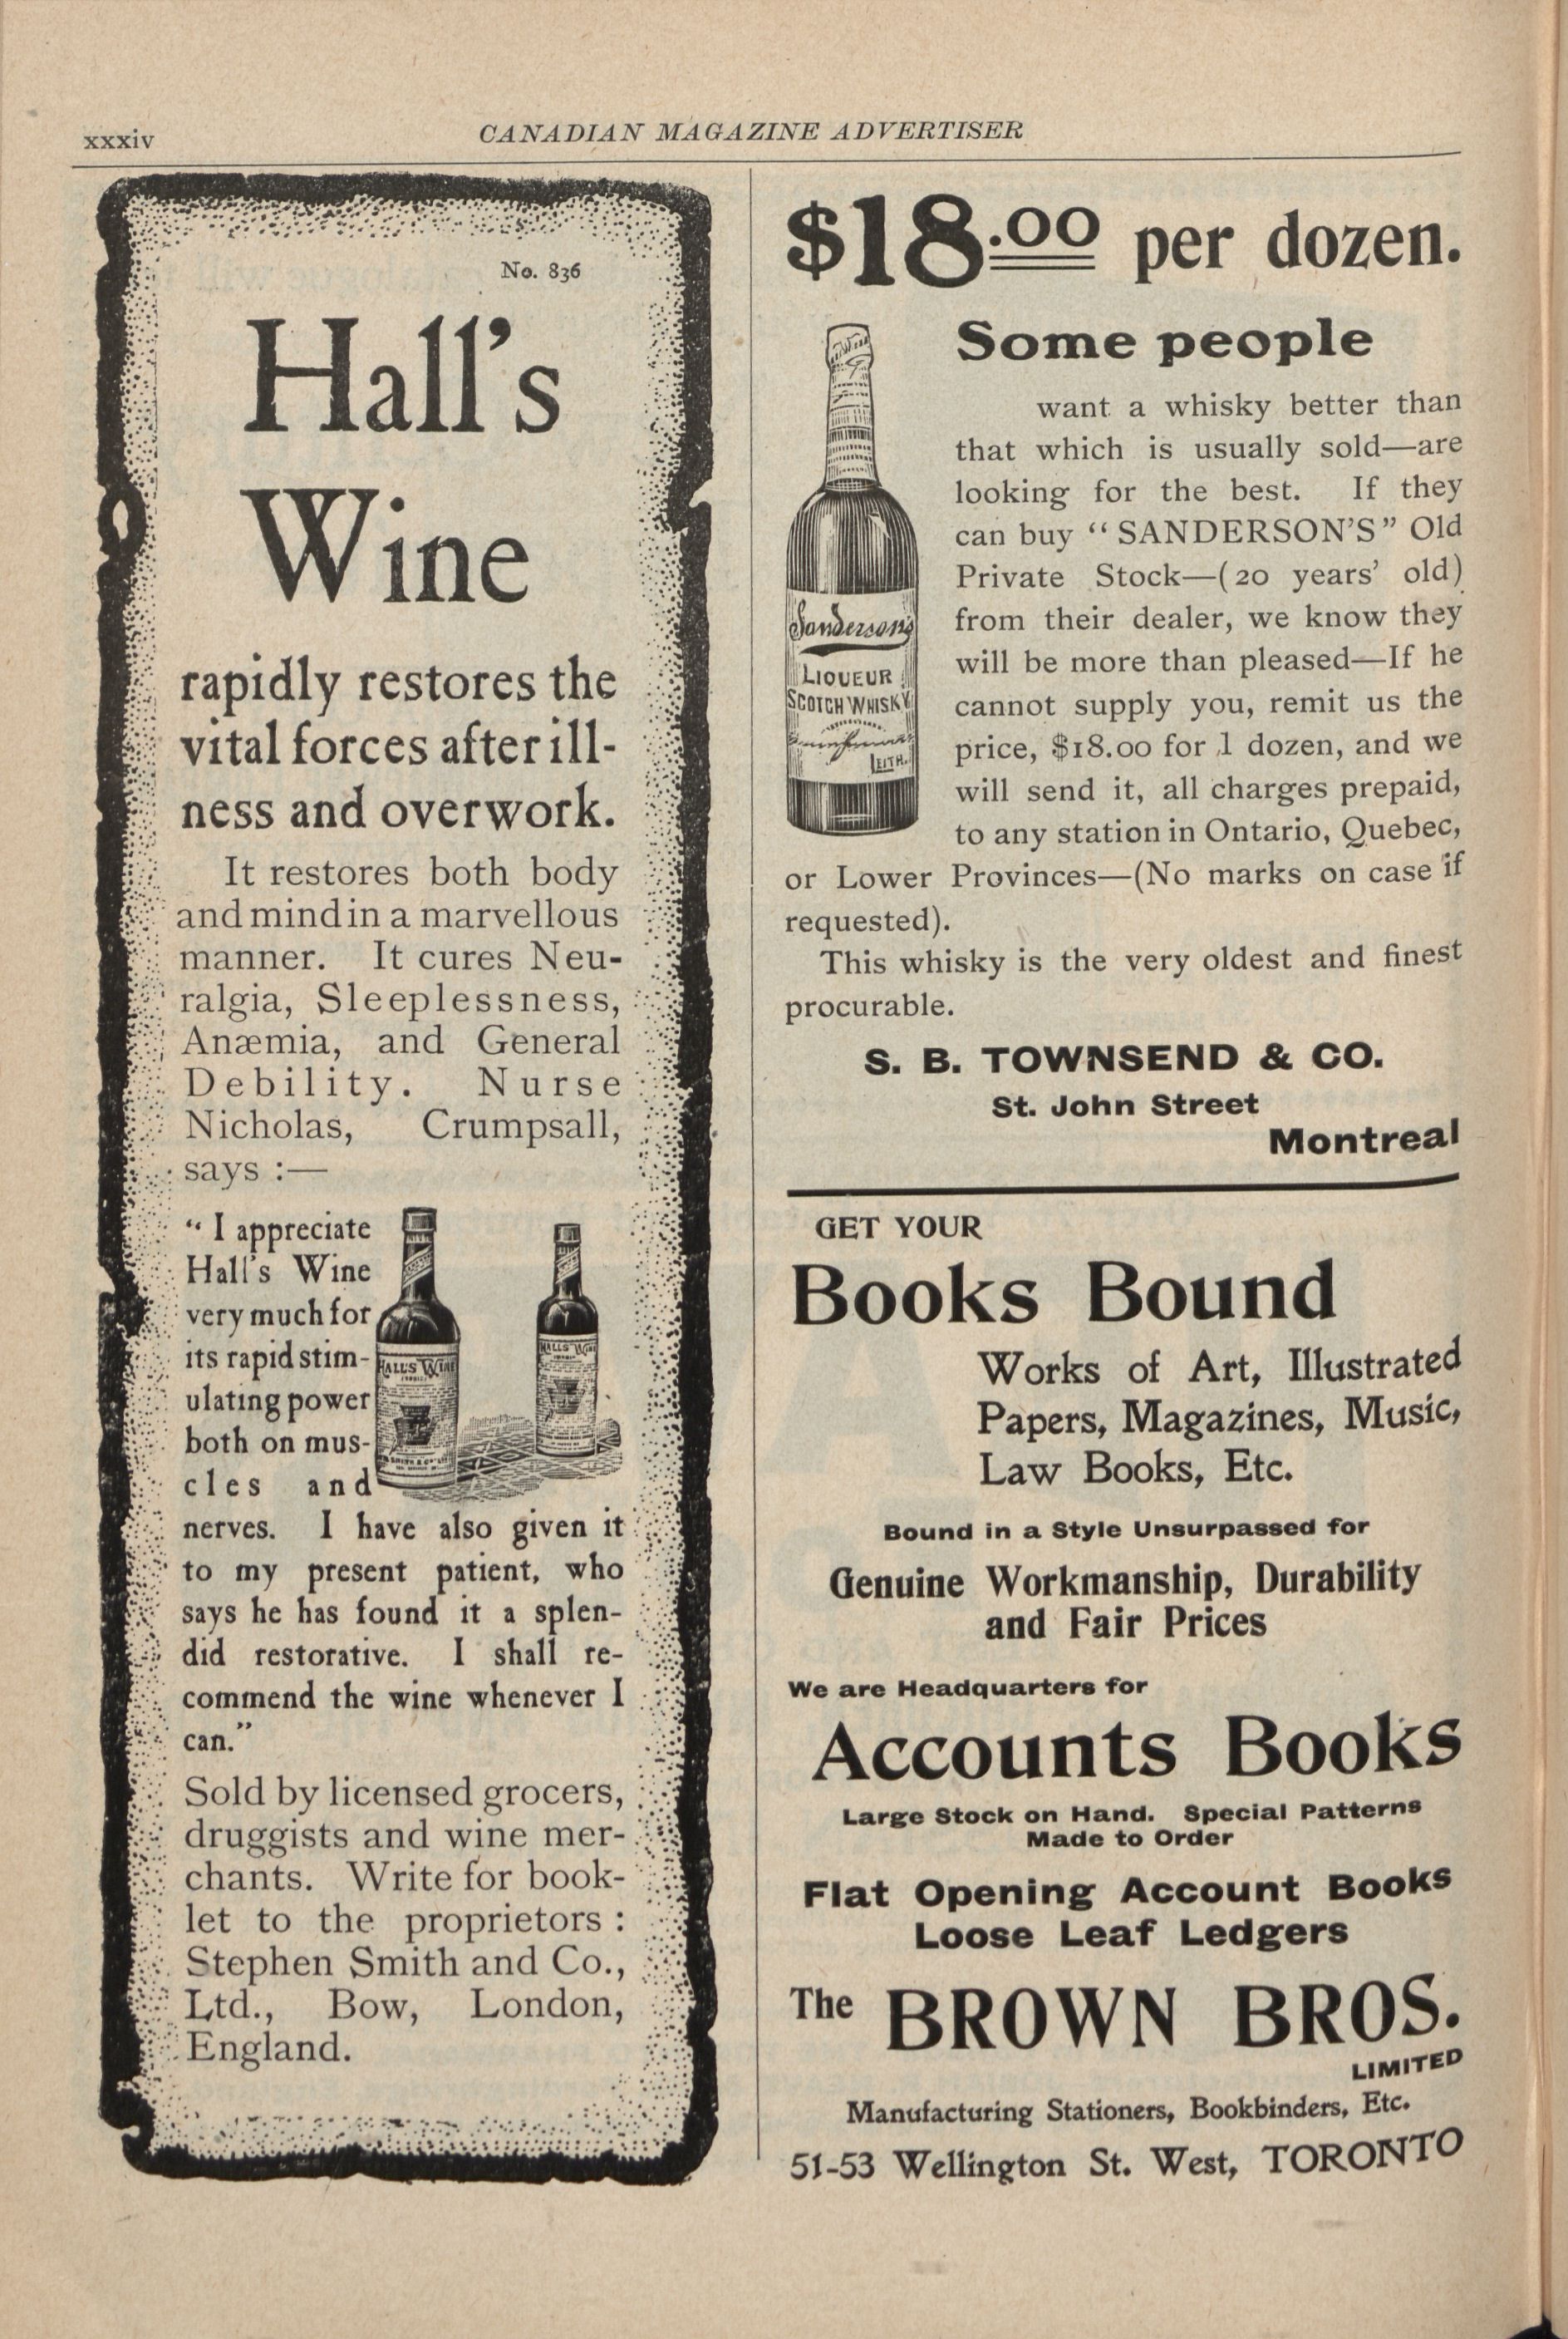 xxxiv
CANADIAN MAGAZINE ADVERTISER
No. 836
Hall's
Wine
rapidly restores the
vital forces after ill-
ness and overwork.
It restores both body
and mind in a marvellous
manner. It cures Neu-
ralgia, Sleeplessness,
Anæmia, and General
Debility. Nurse
Nicholas, Crumpsall,
says :—
“ I appreciate
Hall's Wine
very much for
its rapid stim-
ulating power
both on mus-
cles and
nerves. I have also given it
to my present patient, who
says he has found it a splen-
did restorative. I shall re-
commend the wine whenever I
can.”
HALL'S WINE
HALL'S WINE
Sold by licensed grocers,
druggists and wine mer-
chants. Write for book-
let to the proprietors :
Stephen Smith and Co.,
Ltd., Bow, London,
England.
$18.00 per dozen.
Some people
want a whisky better than
that which is usually sold—are
looking for the best. If they
can buy “ SANDERSON'S ” Old
Private Stock—(20 years' old)
from their dealer, we know they
will be more than pleased—If he
cannot supply you, remit us the
price, $18.00 for 1 dozen, and we
will send it, all charges prepaid,
to any station in Ontario, Quebec,
or Lower Provinces—(No marks on case if
requested).
Sanderson's
LIQUEUR
SCOTCH WHISKY
LEITH.
This whisky is the very oldest and finest
procurable.
S. B. TOWNSEND & CO.
St. John Street
Montreal
GET YOUR
Books Bound
Works of Art, Illustrated
Papers, Magazines, Music,
Law Books, Etc.
Bound in a Style Unsurpassed for
Genuine Workmanship, Durability
and Fair Prices
We are Headquarters for
Accounts Books
Large Stock on Hand. Special Patterns
Made to Order
Flat Opening Account Books
Loose Leaf Ledgers
The BROWN BROS.
LIMITED
Manufacturing Stationers, Bookbinders, Etc.
51-53 Wellington St. West, TORONTO